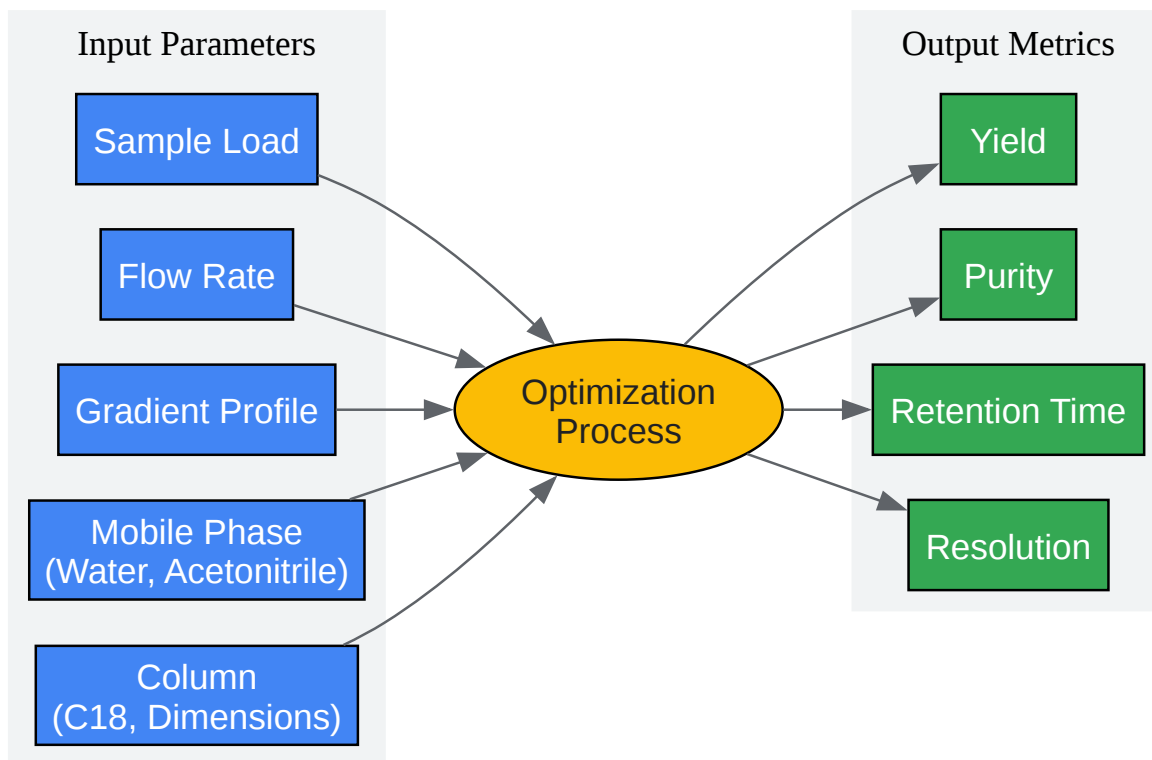 Input Parameters
Sample Load
Flow Rate
Gradient Profile
Mobile Phase
(Water, Acetonitrile)
Column
(C18, Dimensions)
Optimization
Process
Output Metrics
Yield
Purity
Retention Time
Resolution